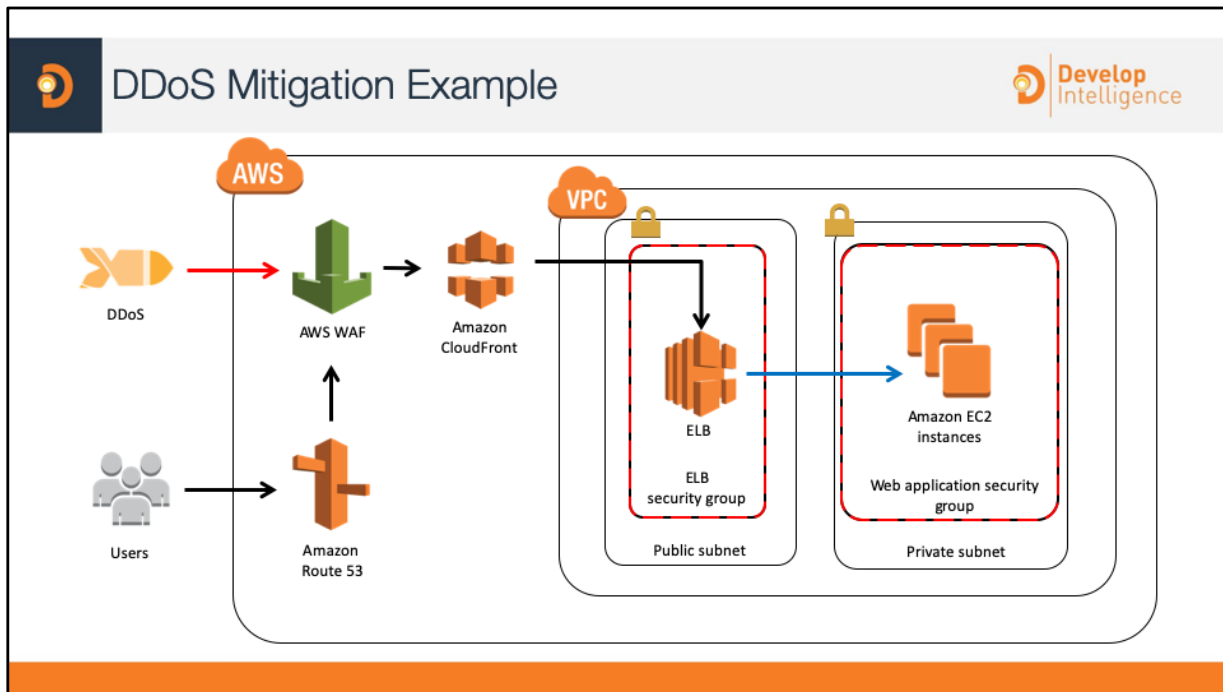 DDoS Mitigation Example
Develop
Intelligence
AWS
VPC
DDoS
AWS WAF
Amazon
CloudFront
ELB
ELB
security group
Public subnet
Amazon EC2
instances
Web application security
group
Private subnet
Users
Amazon
Route 53